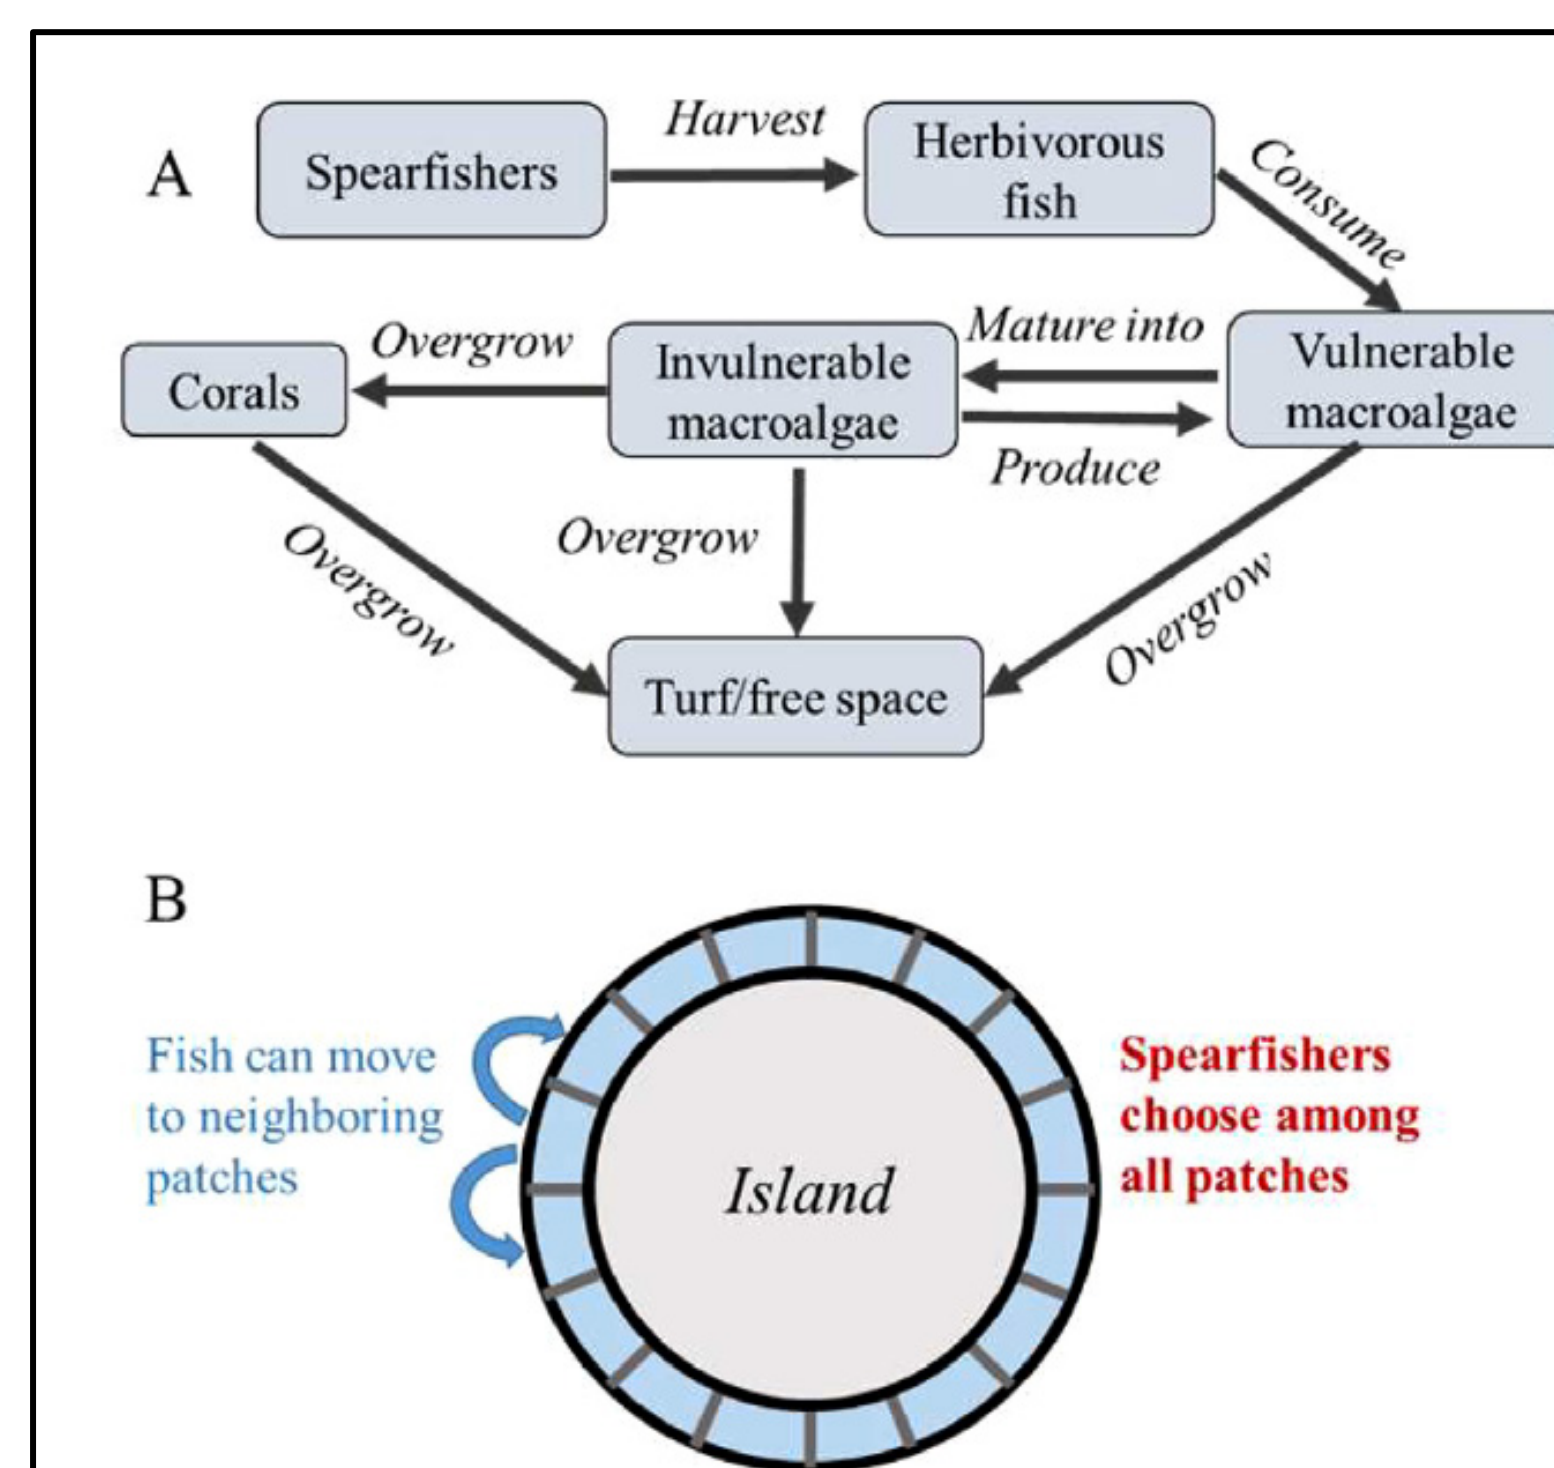 A
Spearfishers
Harvest
Herbivorous
fish
Consume
Corals
Overgrow
Invulnerable
macroalgae
Mature into
Produce
Vulnerable
macroalgae
Overgrow
Overgrow
Overgrow
Turf/free space
B
Fish can move
to neighboring
patches
Island
Spearfishers
choose among
all patches